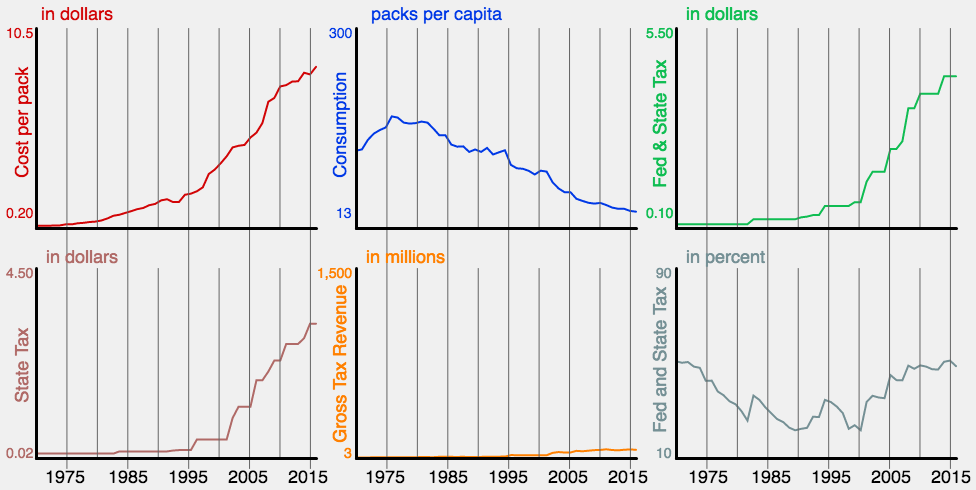 in dollars
10.5
Cost per pack
0.20
packs per capita
300
Consumption
13
in dollars
5.50
Fed & State Tax
0.10
in dollars
4.50
State Tax
0.02
1975 1985 1995 2005 2015
in millions
1,500
Gross Tax Revenue
3
1975 1985 1995 2005 2015
in percent
90
Fed and State Tax
10
1975 1985 1995 2005 2015